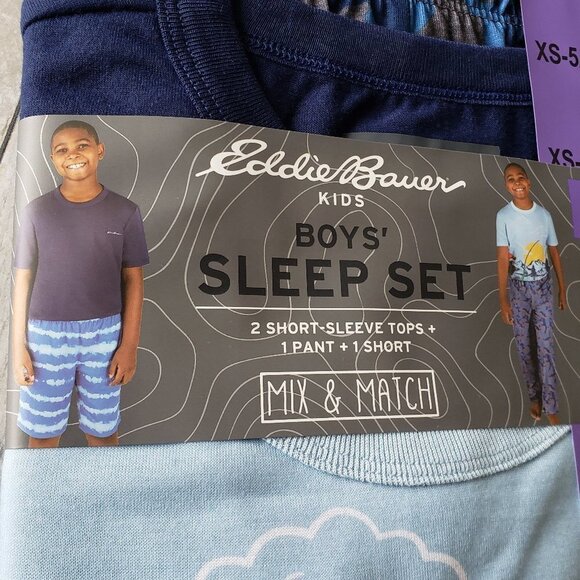 Eddie Bauer
KIDS
BOYS'
SLEEP SET
2 SHORT-SLEEVE TOPS +
1 PANT + 1 SHORT
MIX & MATCH
XS-5
XS-